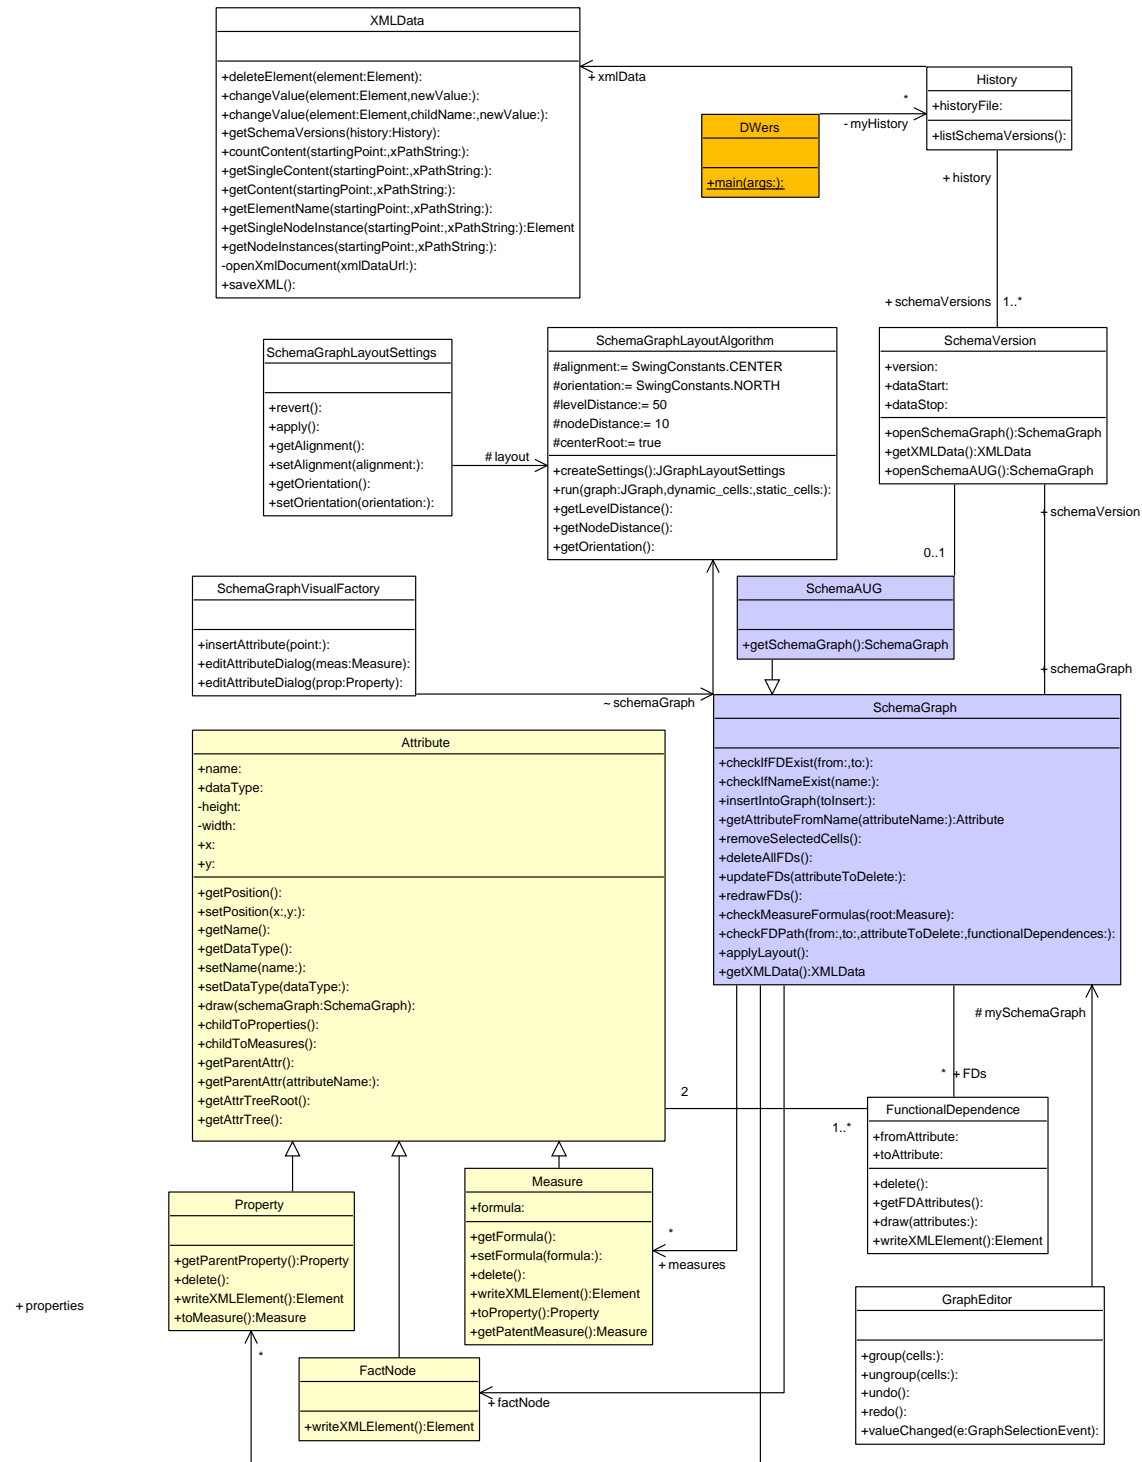 XMLData
+deleteElement(element:Element):
+changeValue(element:Element,newValue:):
+changeValue(element:Element,childName:,newValue:):
+getSchemaVersions(history:History):
+countContent(startingPoint:,xPathString:):
+getSingleContent(startingPoint:,xPathString:):
+getContent(startingPoint:,xPathString:):
+getElementName(startingPoint:,xPathString:):
+getSingleNodeInstance(startingPoint:,xPathString:):Element
+getNodeInstances(startingPoint:,xPathString:):
-openXmlDocument(xmlDataUrl:):
+saveXML():
+ xmlData
History
+historyFile:
+listSchemaVersions():
*
- myHistory
DWers
+main(args:):
+ history
+ schemaVersions
1..*
SchemaGraphLayoutSettings
+revert():
+apply():
+getAlignment():
+setAlignment(alignment:):
+getOrientation():
+setOrientation(orientation:):
# layout
SchemaGraphLayoutAlgorithm
#alignment:= SwingConstants.CENTER
#orientation:= SwingConstants.NORTH
#levelDistance:= 50
#nodeDistance:= 10
#centerRoot:= true
+createSettings():JGraphLayoutSettings
+run(graph:JGraph,dynamic_cells:,static_cells:):
+getLevelDistance():
+getNodeDistance():
+getOrientation():
SchemaVersion
+version:
+dataStart:
+dataStop:
+openSchemaGraph():SchemaGraph
+getXMLData():XMLData
+openSchemaAUG():SchemaGraph
+ schemaVersion
0..1
SchemaGraphVisualFactory
+insertAttribute(point:):
+editAttributeDialog(meas:Measure):
+editAttributeDialog(prop:Property):
~ schemaGraph
SchemaAUG
+getSchemaGraph():SchemaGraph
+ schemaGraph
SchemaGraph
+checkIfFDExist(from:,to:):
+checkIfNameExist(name:):
+insertIntoGraph(toInsert:):
+getAttributeFromName(attributeName:):Attribute
+removeSelectedCells():
+deleteAllFDs():
+updateFDs(attributeToDelete:):
+redrawFDs():
+checkMeasureFormulas(root:Measure):
+checkFDPath(from:,to:,attributeToDelete:,functionalDependences:):
+applyLayout():
+getXMLData():XMLData
Attribute
+name:
+dataType:
-height:
-width:
+x:
+y:
+getPosition():
+setPosition(x:,y:):
+getName():
+getDataType():
+setName(name:):
+setDataType(dataType:):
+draw(schemaGraph:SchemaGraph):
+childToProperties():
+childToMeasures():
+getParentAttr():
+getParentAttr(attributeName:):
+getAttrTreeRoot():
+getAttrTree():
# mySchemaGraph
*
+ FDs
2
1..*
FunctionalDependence
+fromAttribute:
+toAttribute:
+delete():
+getFDAttributes():
+draw(attributes:):
+writeXMLElement():Element
Property
+getParentProperty():Property
+delete():
+writeXMLElement():Element
+toMeasure():Measure
Measure
+formula:
+getFormula():
+setFormula(formula:):
+delete():
+writeXMLElement():Element
+toProperty():Property
+getPatentMeasure():Measure
*
+ measures
+ properties
*
FactNode
+writeXMLElement():Element
+ factNode
GraphEditor
+group(cells:):
+ungroup(cells:):
+undo():
+redo():
+valueChanged(e:GraphSelectionEvent):